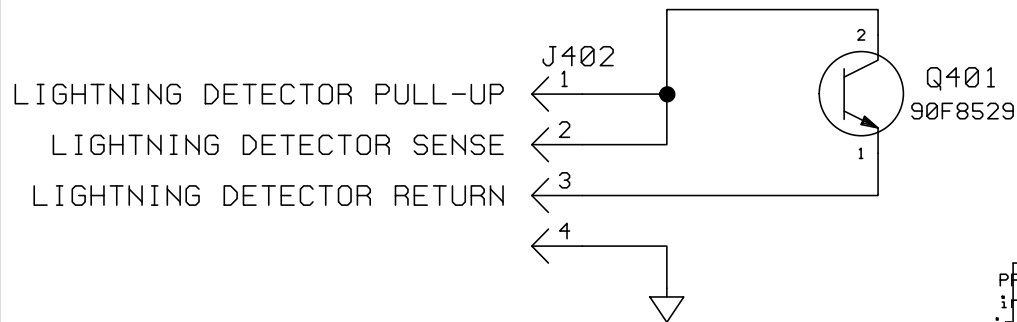 J402
LIGHTNING DETECTOR PULL-UP 1
LIGHTNING DETECTOR SENSE 2
LIGHTNING DETECTOR RETURN 3
4
2
Q401
90F8529
1